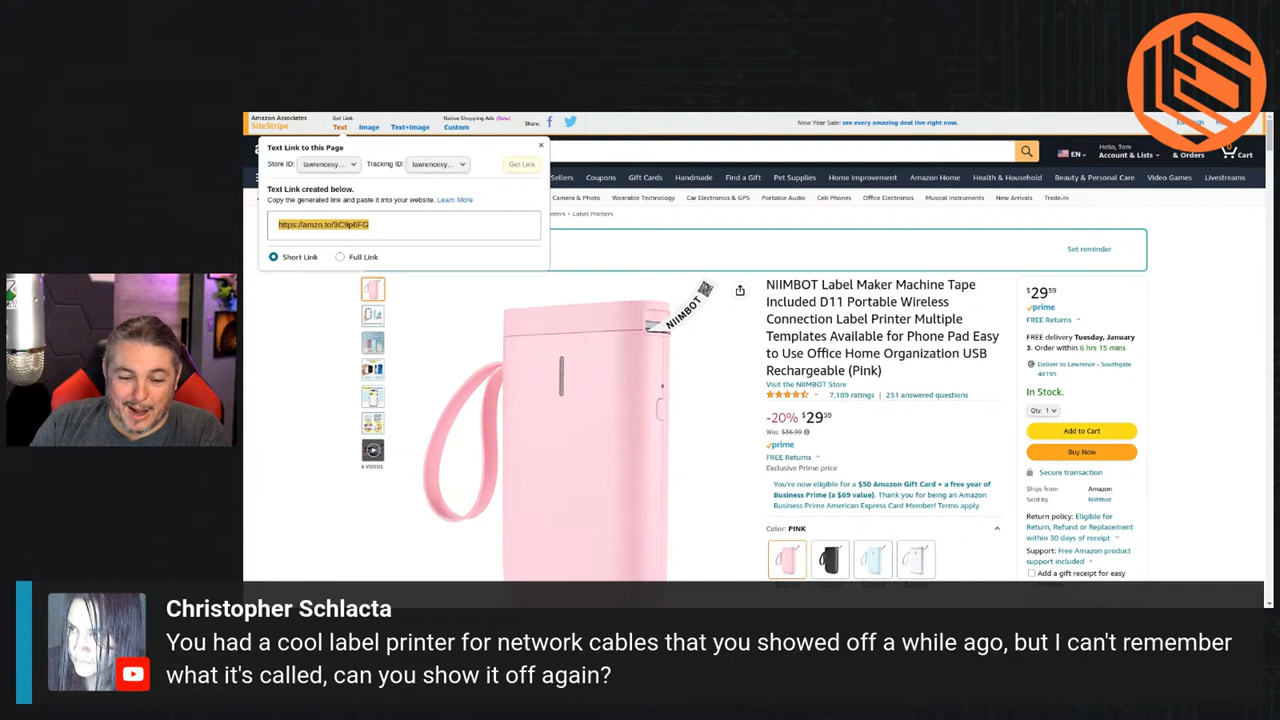 Amazon Associates
SiteStripe
Get Link:
Text
Image
Text+Image
Native Shopping Ads (New)
Custom
Share:
New Year Sale: see every amazing deal live right now.
Text Link to this Page
Store ID: lawrencesy... Tracking ID: lawrencesy... Get Link
Text Link created below.
Copy the generated link and paste it into your website. Learn More
https://amzn.to/3C9p6FG
Short Link Full Link
EN
Hello, Tom
Account & Lists
& Orders
Cart
Sellers Coupons Gift Cards Handmade Find a Gift Pet Supplies Home Improvement Amazon Home Health & Household Beauty & Personal Care Video Games Livestreams
Camera & Photo Wearable Technology Car Electronics & GPS Portable Audio Cell Phones Office Electronics Musical Instruments New Arrivals Trade-In
Label Printers
Set reminder
6 VIDEOS
NIIMBOT
NIIMBOT Label Maker Machine Tape
Included D11 Portable Wireless
Connection Label Printer Multiple
Templates Available for Phone Pad Easy
to Use Office Home Organization USB
Rechargeable (Pink)
Visit the NIIMBOT Store
7,189 ratings | 251 answered questions
-20% $2959
Was: $36.99
prime
FREE Returns
Exclusive Prime price
You're now eligible for a $50 Amazon Gift Card + a free year of
Business Prime (a $69 value). Thank you for being an Amazon
Business Prime American Express Card Member! Terms apply.
Color: PINK
$2959
prime
FREE Returns
FREE delivery Tuesday, January
3. Order within 6 hrs 15 mins
Deliver to Lawrence - Southgate
48195
In Stock.
Qty: 1
Add to Cart
Buy Now
Secure transaction
Ships from Amazon
Sold by NiiMbot
Return policy: Eligible for
Return, Refund or Replacement
within 30 days of receipt
Support: Free Amazon product
support included
Add a gift receipt for easy
Christopher Schlacta
You had a cool label printer for network cables that you showed off a while ago, but I can't remember
what it's called, can you show it off again?